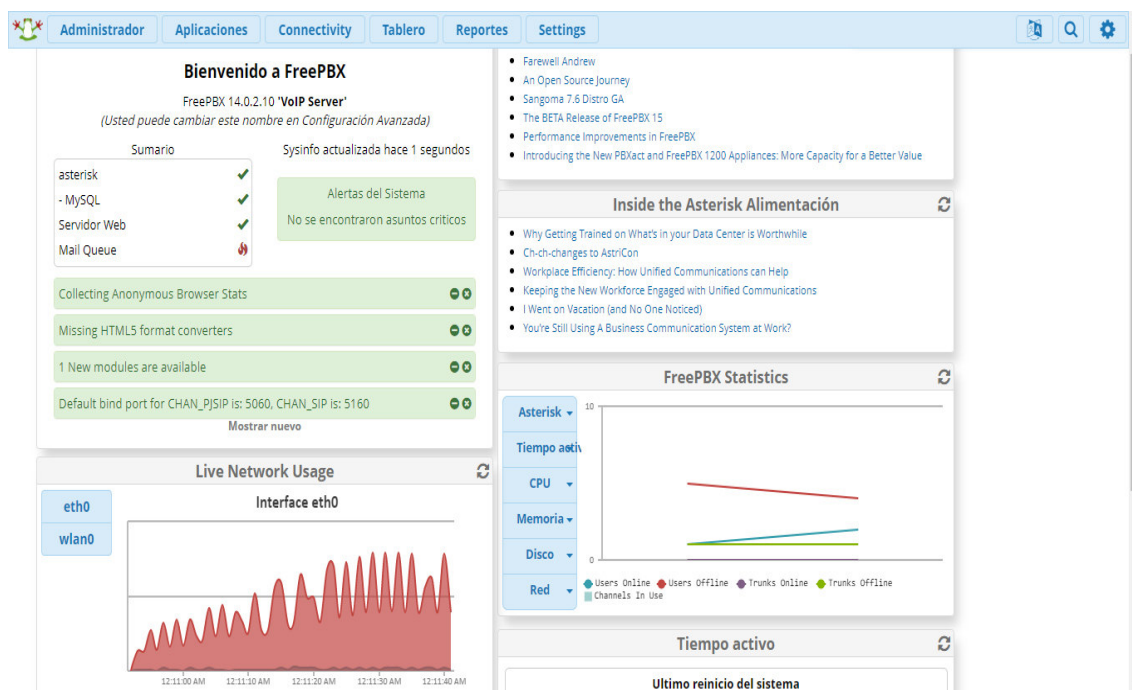 Administrador Aplicaciones Connectivity Tablero Reportes Settings
Bienvenido a FreePBX
FreePBX 14.0.2.10 'VoIP Server'
(Usted puede cambiar este nombre en Configuración Avanzada)
Sumario
asterisk
- MySQL
Servidor Web
Mail Queue
Sysinfo actualizada hace 1 segundos
Alertas del Sistema
No se encontraron asuntos criticos
Collecting Anonymous Browser Stats
Missing HTML5 format converters
1 New modules are available
Default bind port for CHAN_PJSIP is: 5060, CHAN_SIP is: 5160
Mostrar nuevo
Live Network Usage
eth0
wlan0
Interface eth0
12:11:00 AM 12:11:10 AM 12:11:20 AM 12:11:30 AM 12:11:40 AM
Farewell Andrew
An Open Source Journey
Sangoma 7.6 Distro GA
The BETA Release of FreePBX 15
Performance Improvements in FreePBX
Introducing the New PBXact and FreePBX 1200 Appliances: More Capacity for a Better Value
Inside the Asterisk Alimentación
Why Getting Trained on What's in your Data Center is Worthwhile
Ch-ch-changes to AstriCon
Workplace Efficiency: How Unified Communications can Help
Keeping the New Workforce Engaged with Unified Communications
I Went on Vacation (and No One Noticed)
You're Still Using A Business Communication System at Work?
FreePBX Statistics
Asterisk
Tiempo activ
CPU
Memoria
Disco
Red
10
0
Users Online Users Offline Trunks Online Trunks Offline
Channels In Use
Tiempo activo
Ultimo reinicio del sistema